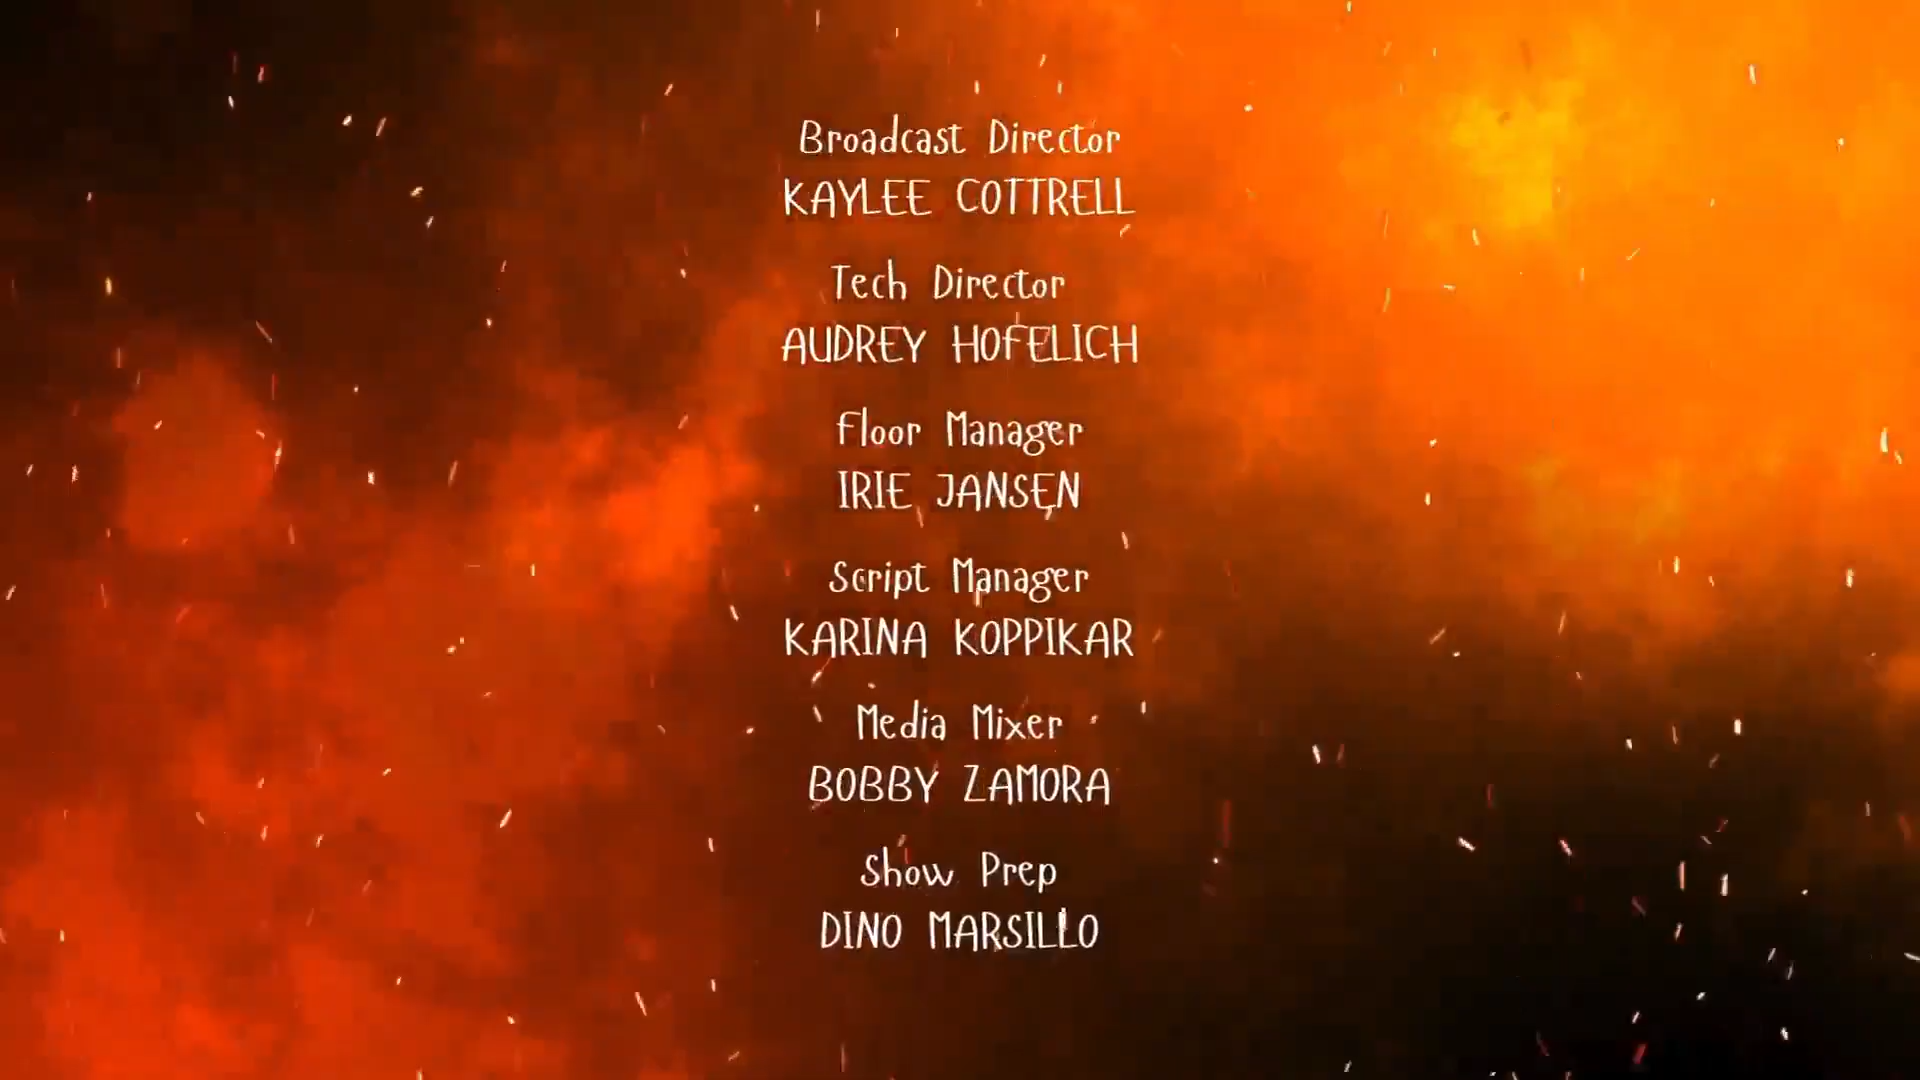 Broadcast Director
KAYLEE COTTRELL
Tech Director
AUDREY HOFELICH
Floor Manager
IRIE JANSEN
Script Manager
KARINA KOPPIKAR
Media Mixer
BOBBY ZAMORA
Show Prep
DINO MARSILLO